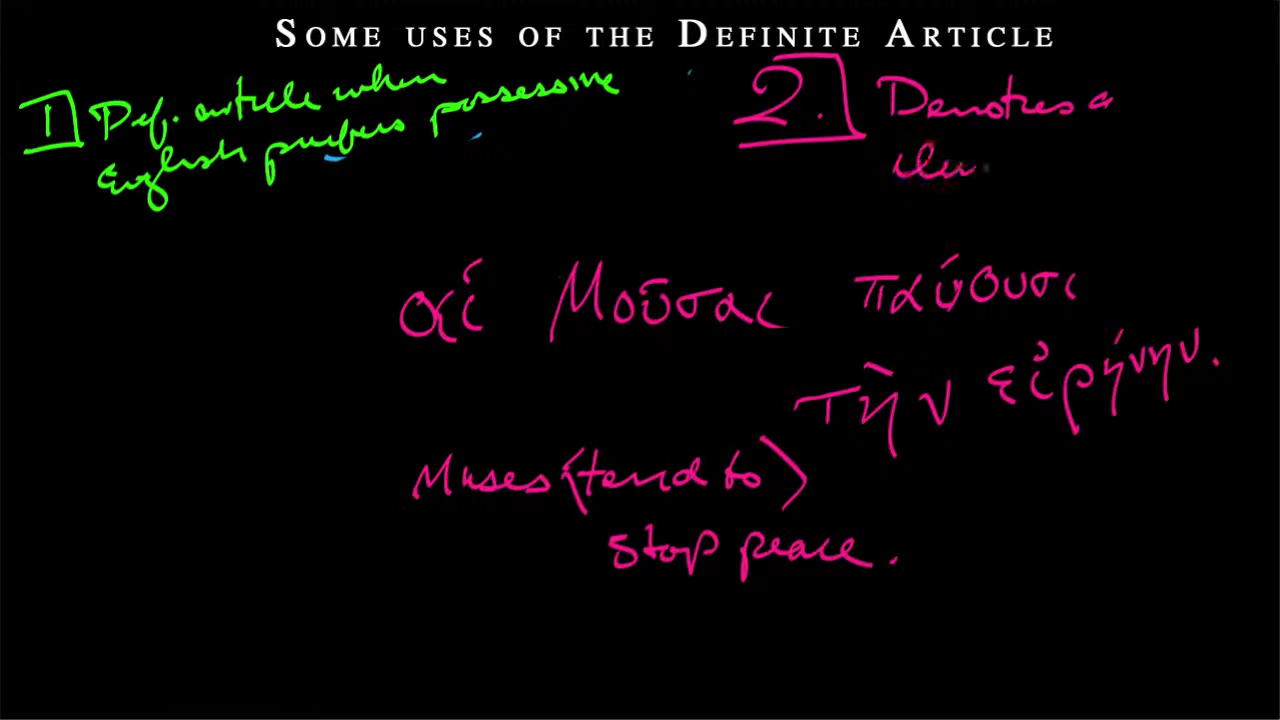 SOME USES OF THE DEFINITE ARTICLE
1 Def. article when
English prefers possessive
2. Denotes a
αἱ Μοῦσαι παύουσι
τὴν εἰρήνην.
Muses (tend to)
stop peace.